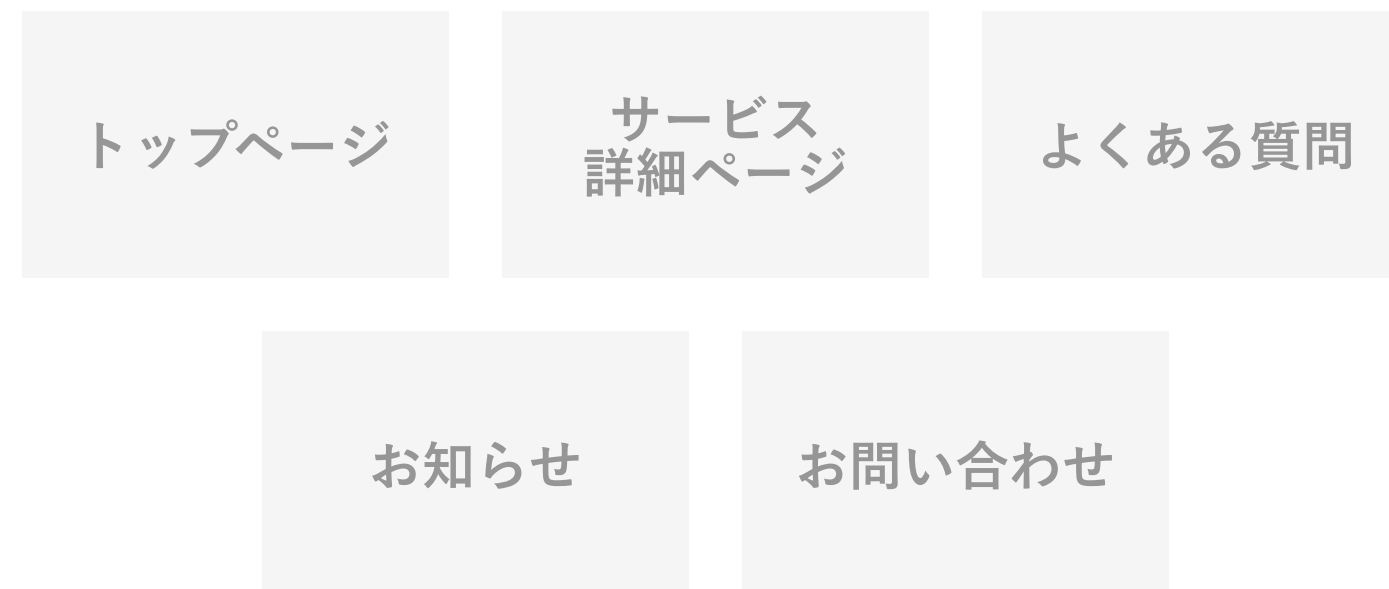 トップページ
サービス
詳細ページ
よくある質問
お知らせ
お問い合わせ